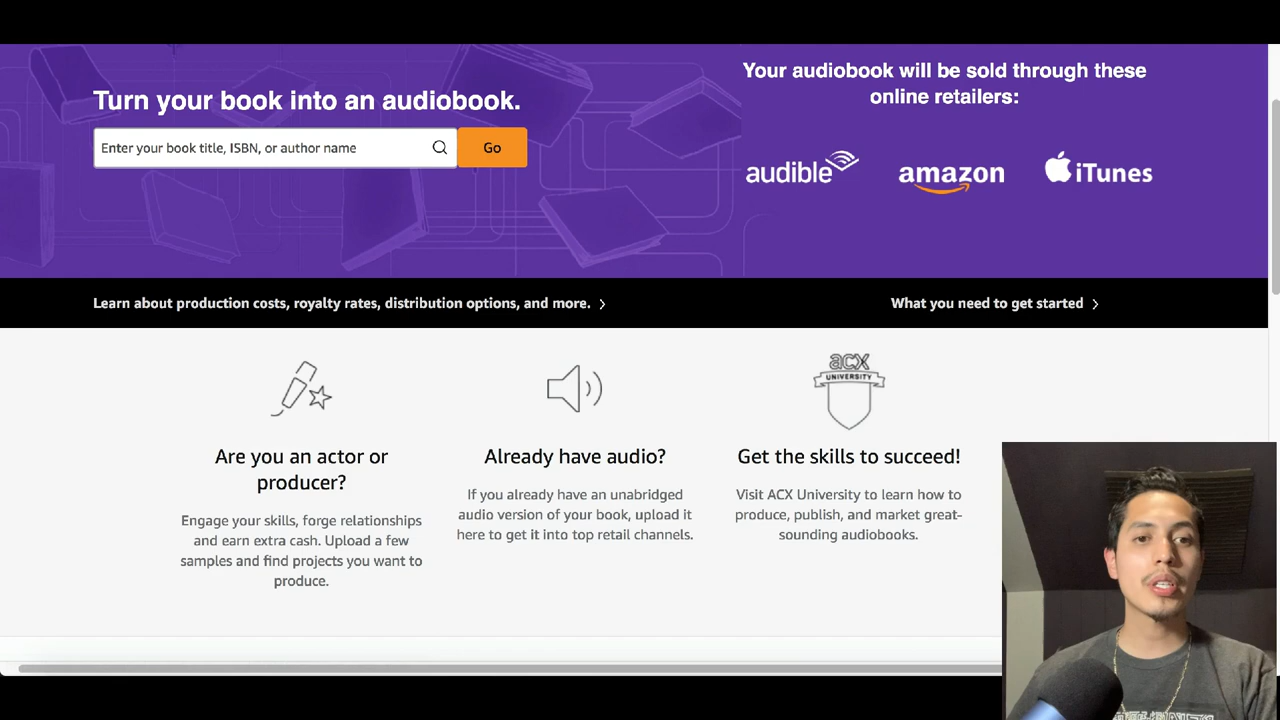 Turn your book into an audiobook.
Enter your book title, ISBN, or author name
Go
Your audiobook will be sold through these
online retailers:
audible
amazon
iTunes
Learn about production costs, royalty rates, distribution options, and more.
What you need to get started
Are you an actor or
producer?
Engage your skills, forge relationships
and earn extra cash. Upload a few
samples and find projects you want to
produce.
Already have audio?
If you already have an unabridged
audio version of your book, upload it
here to get it into top retail channels.
acx
UNIVERSITY
Get the skills to succeed!
Visit ACX University to learn how to
produce, publish, and market great-
sounding audiobooks.